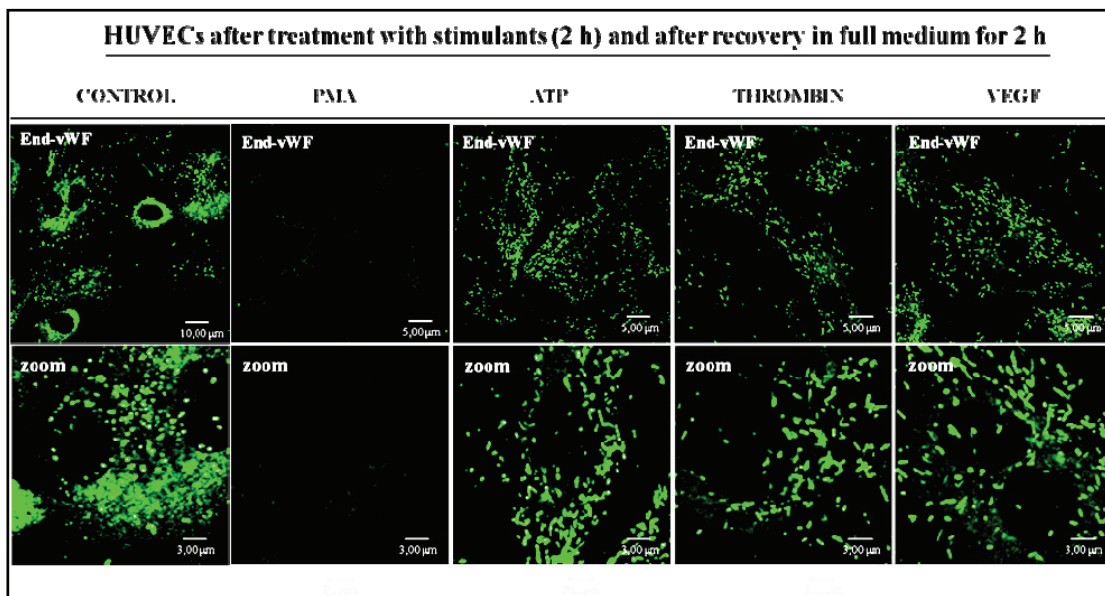 HUVECs after treatment with stimulants (2 h) and after recovery in full medium for 2 h
CONTROL PMA ATP THROMBIN VEGF
End-vWF End-vWF End-vWF End-vWF End-vWF
10,00 µm 5,00µm 5,00 µm 5,00 µm 5,00 µm
zoom zoom zoom zoom zoom
3,00 µm 3,00 µm 3,00 µm 3,00 µm 3,00 µm